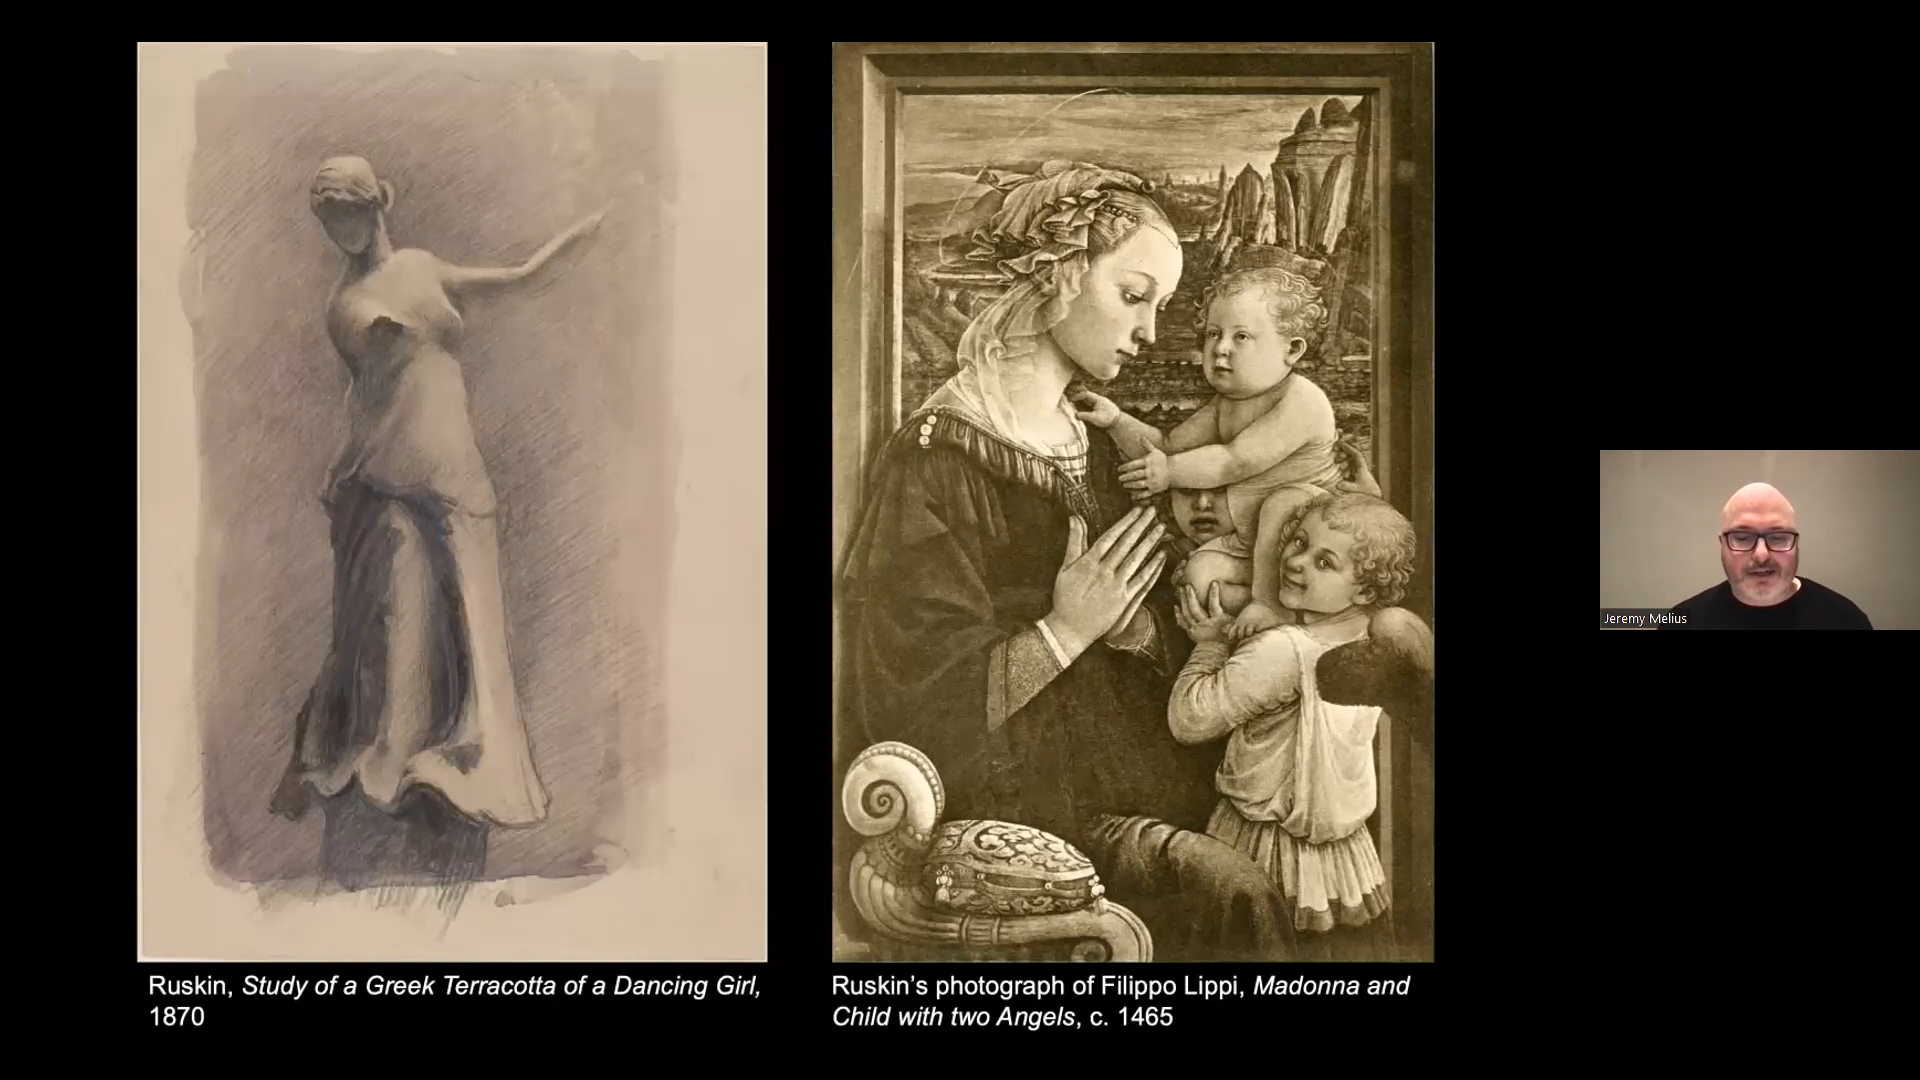 Ruskin, Study of a Greek Terracotta of a Dancing Girl,
1870
Ruskin’s photograph of Filippo Lippi, Madonna and
Child with two Angels, c. 1465
Jeremy Melius